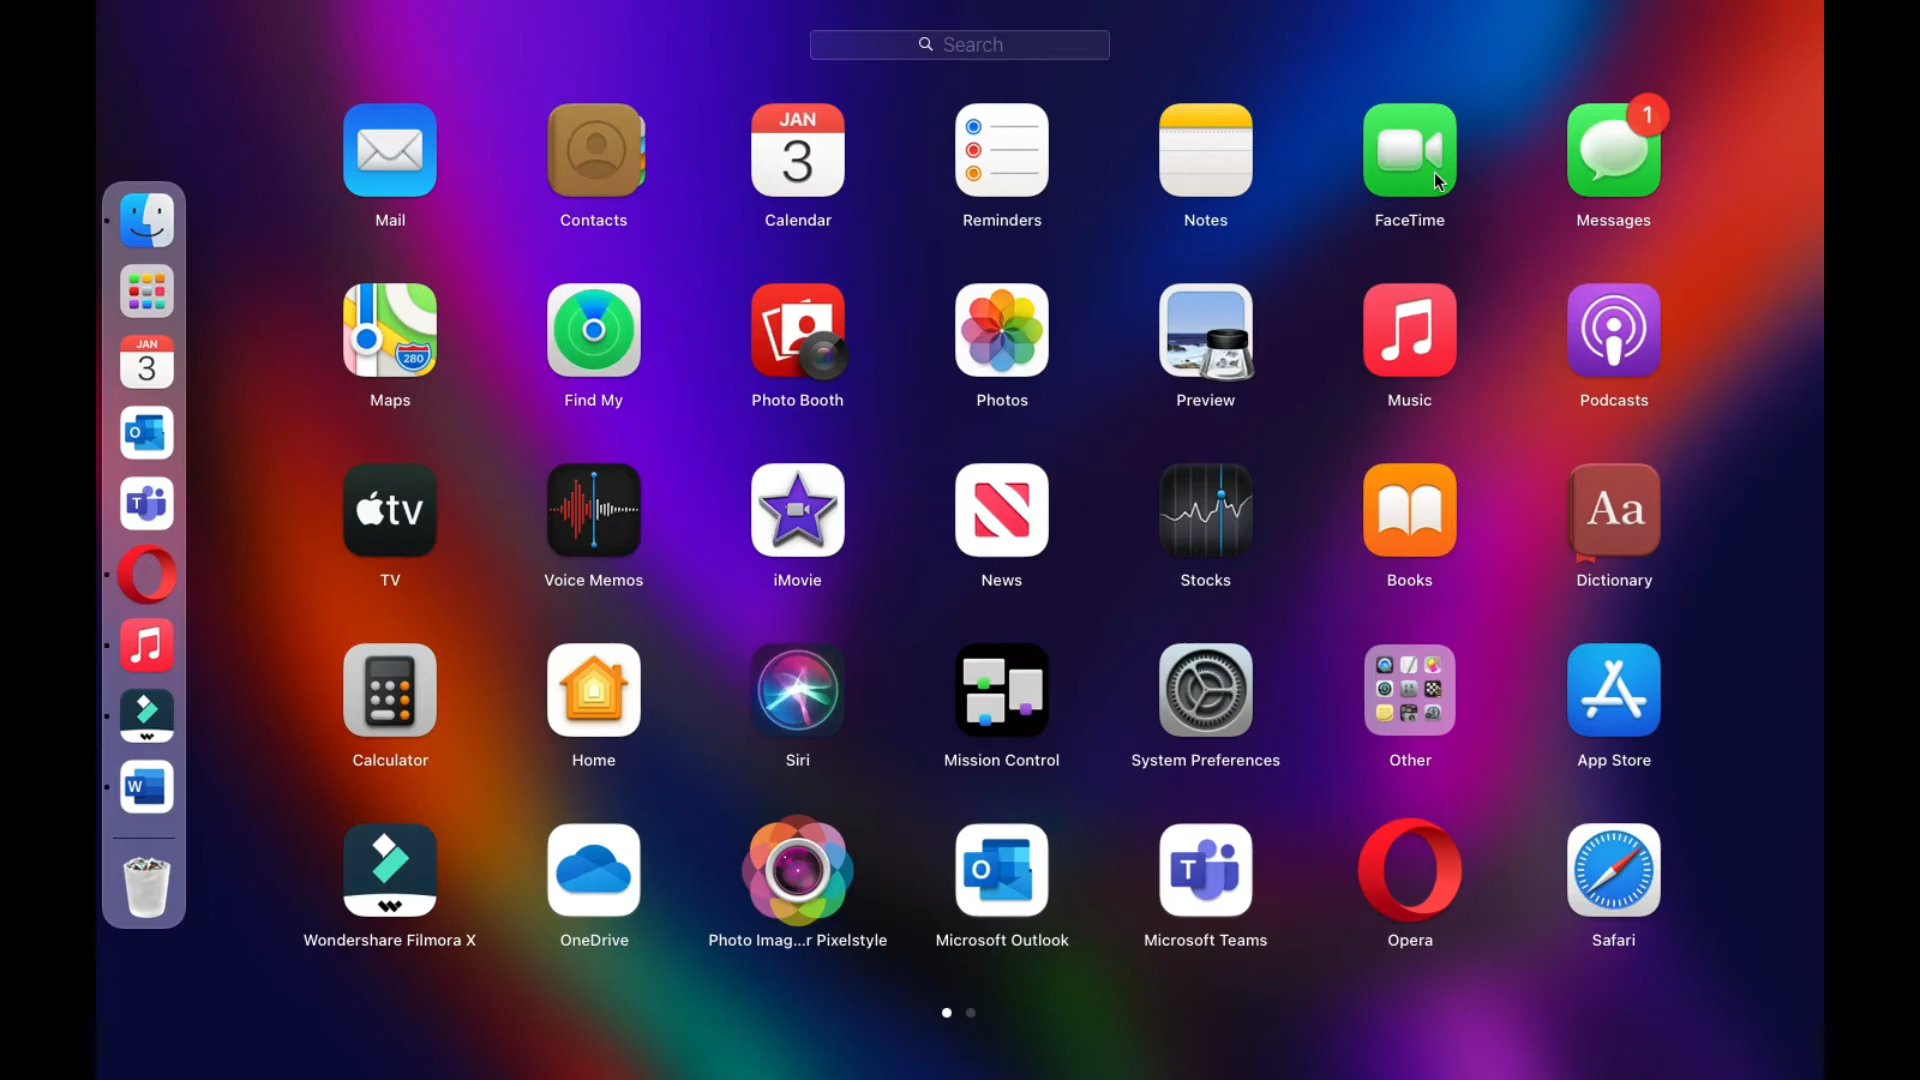 Search
JAN
3
1
Mail
Contacts
Calendar
Reminders
Notes
FaceTime
Messages
280
Maps
Find My
Photo Booth
Photos
Preview
Music
Podcasts
tv
Aa
TV
Voice Memos
iMovie
News
Stocks
Books
Dictionary
Calculator
Home
Siri
Mission Control
System Preferences
Other
App Store
O
T
Wondershare Filmora X
OneDrive
Photo Imag...r Pixelstyle
Microsoft Outlook
Microsoft Teams
Opera
Safari
JAN
3
O
T
W